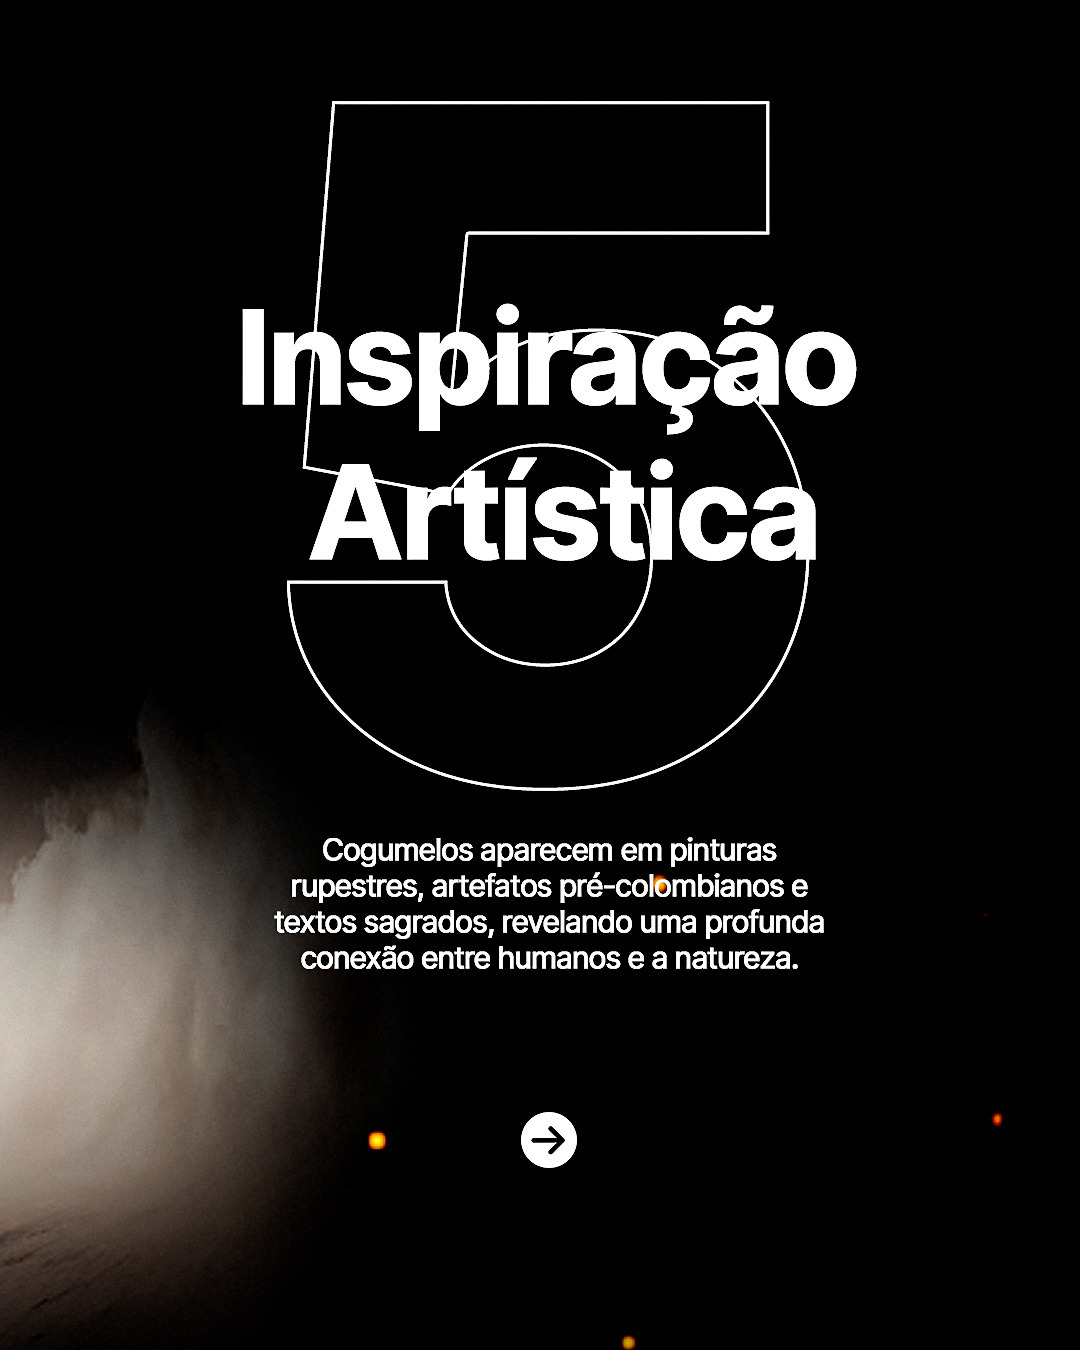 5
Inspiração
Artística
Cogumelos aparecem em pinturas
rupestres, artefatos pré-colombianos e
textos sagrados, revelando uma profunda
conexão entre humanos e a natureza.